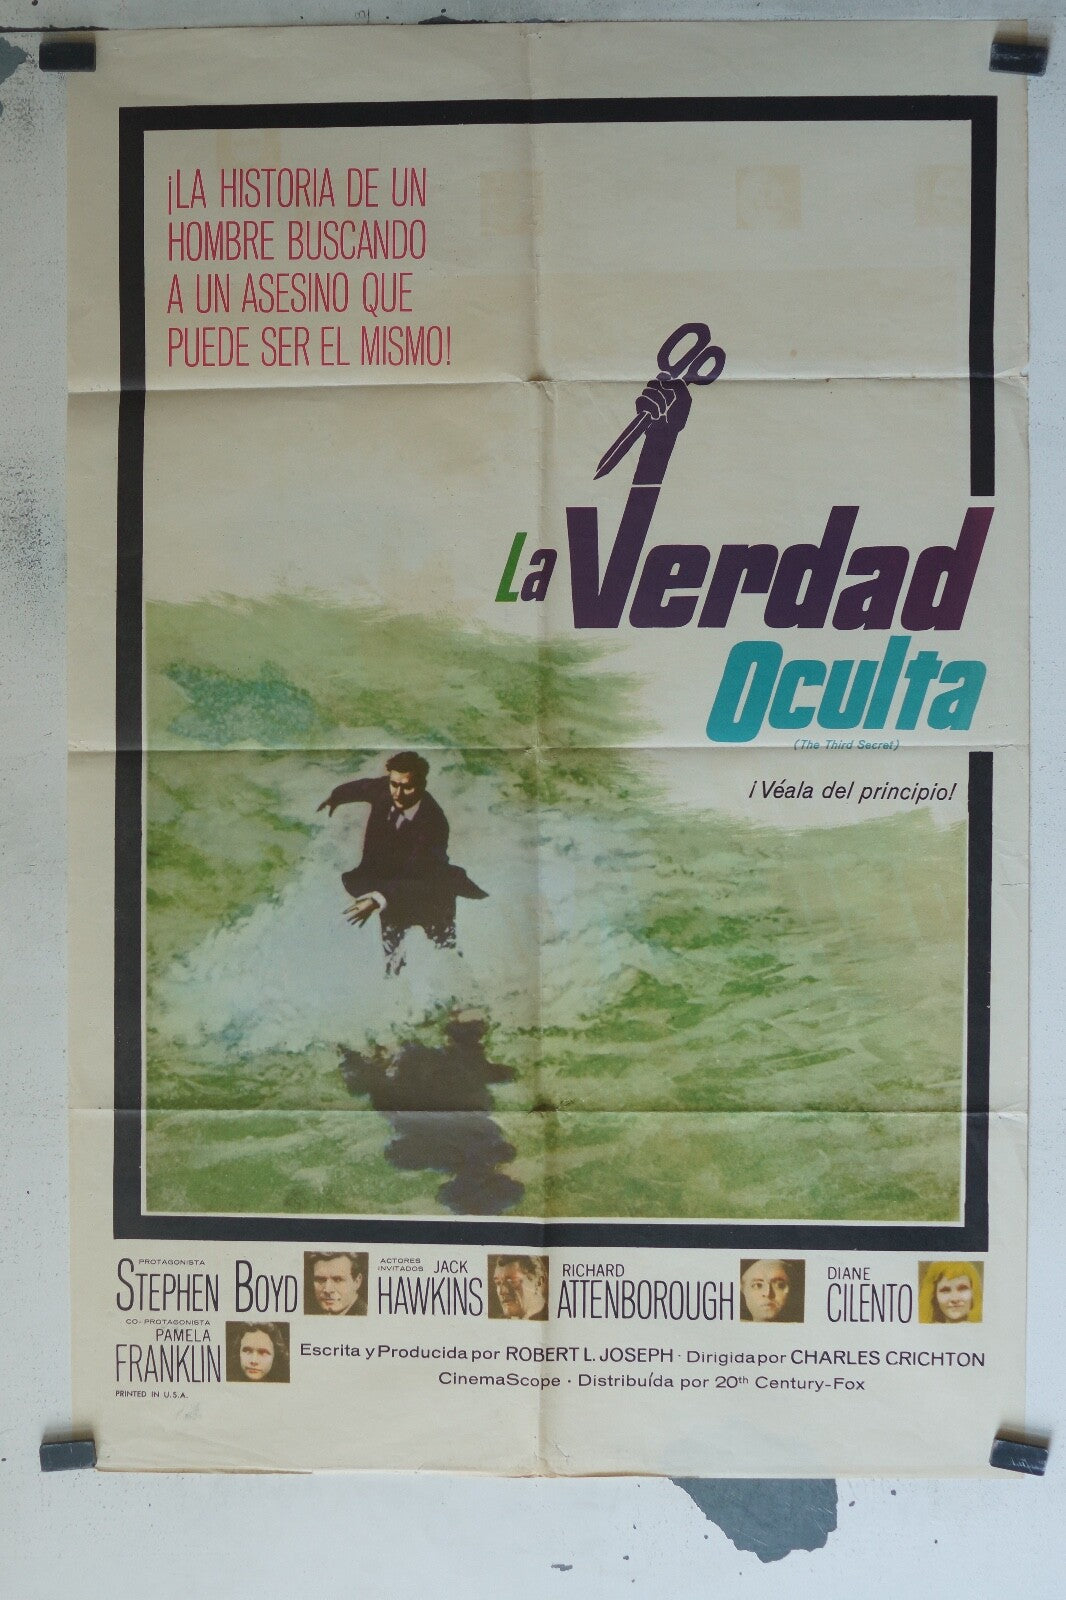 ¡LA HISTORIA DE UN
HOMBRE BUSCANDO
A UN ASESINO QUE
PUEDE SER EL MISMO!
La Verdad
Oculta
(The Third Secret)
¡Véala del principio!
PROTAGONISTA
STEPHEN BOYD
ACTORES
INVITADOS
JACK
HAWKINS
RICHARD
ATTENBOROUGH
DIANE
CILENTO
CO-PROTAGONISTA
PAMELA
FRANKLIN
Escrita y Producida por ROBERT L. JOSEPH · Dirigida por CHARLES CRICHTON
CinemaScope · Distribuída por 20th Century-Fox
PRINTED IN U.S.A.